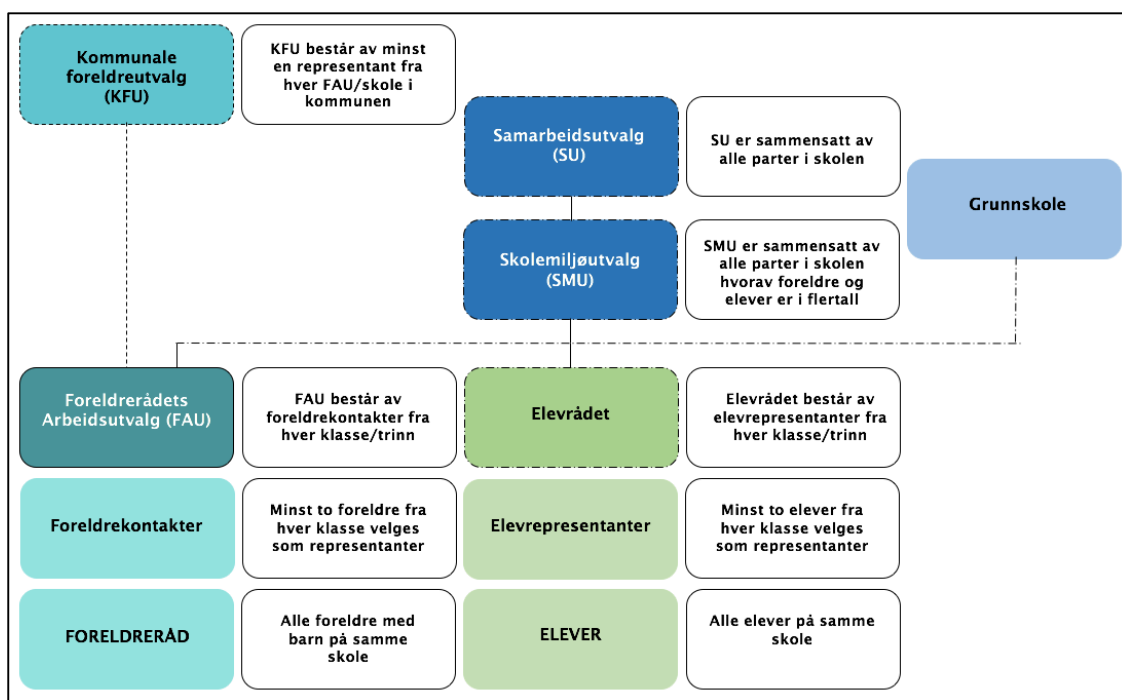 Kommunale
foreldreutvalg
(KFU)
KFU består av minst
en representant fra
hver FAU/skole i
kommunen
Samarbeidsutvalg
(SU)
SU er sammensatt av
alle parter i skolen
Grunnskole
Skolemiljøutvalg
(SMU)
SMU er sammensatt av
alle parter i skolen
hvorav foreldre og
elever er i flertall
Foreldrerådets
Arbeidsutvalg (FAU)
FAU består av
foreldrekontakter fra
hver klasse/trinn
Elevrådet
Elevrådet består av
elevrepresentanter fra
hver klasse/trinn
Foreldrekontakter
Minst to foreldre fra
hver klasse velges
som representanter
Elevrepresentanter
Minst to elever fra
hver klasse velges
som representanter
FORELDRERÅD
Alle foreldre med
barn på samme
skole
ELEVER
Alle elever på samme
skole